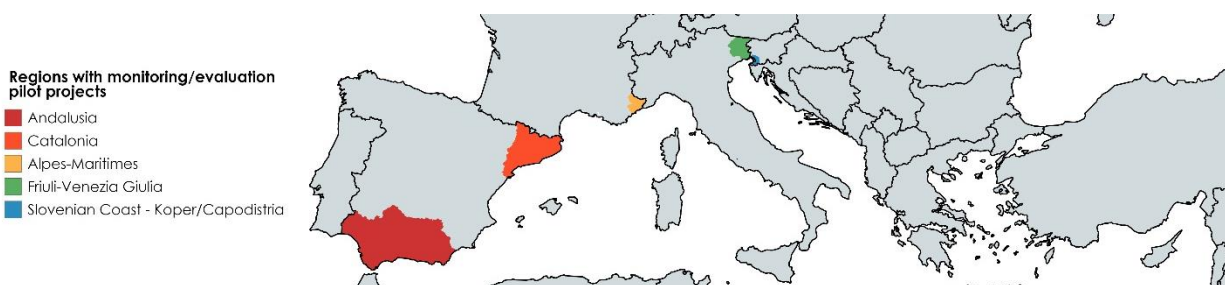 Regions with monitoring/evaluation
pilot projects
Andalusia
Catalonia
Alpes-Maritimes
Friuli-Venezia Giulia
Slovenian Coast - Koper/Capodistria